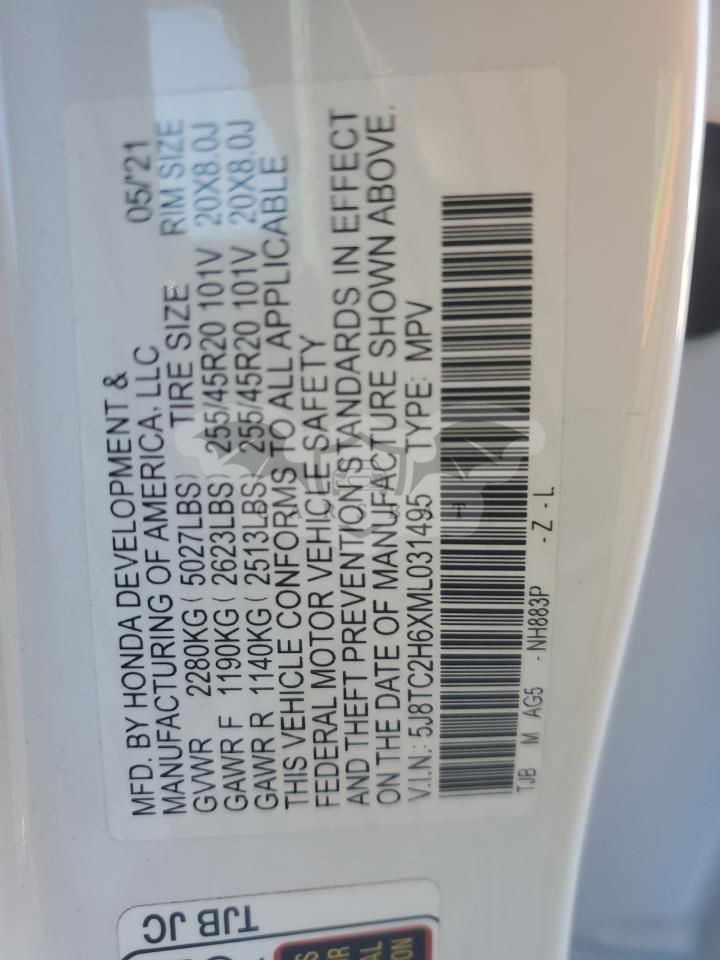 MFD. BY HONDA DEVELOPMENT & 05/21
MANUFACTURING OF AMERICA, LLC
GVWR 2280KG ( 5027LBS) TIRE SIZE RIM SIZE
GAWR F 1190KG ( 2623LBS) 255/45R20 101V 20X8.0J
GAWR R 1140KG ( 2513LBS) 255/45R20 101V 20X8.0J
THIS VEHICLE CONFORMS TO ALL APPLICABLE
FEDERAL MOTOR VEHICLE SAFETY
AND THEFT PREVENTION STANDARDS IN EFFECT
ON THE DATE OF MANUFACTURE SHOWN ABOVE.
V.I.N.: 5J8TC2H6XML031495 TYPE: MPV
TJB M AG5 - NH883P - Z - L
TJB JC